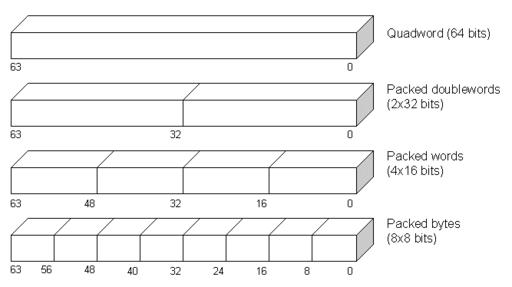 Quadword (64 bits)
63 0
Packed doublewords
(2x32 bits)
63 32 0
Packed words
(4x16 bits)
63 48 32 16 0
Packed bytes
(8x8 bits)
63 56 48 40 32 24 16 8 0